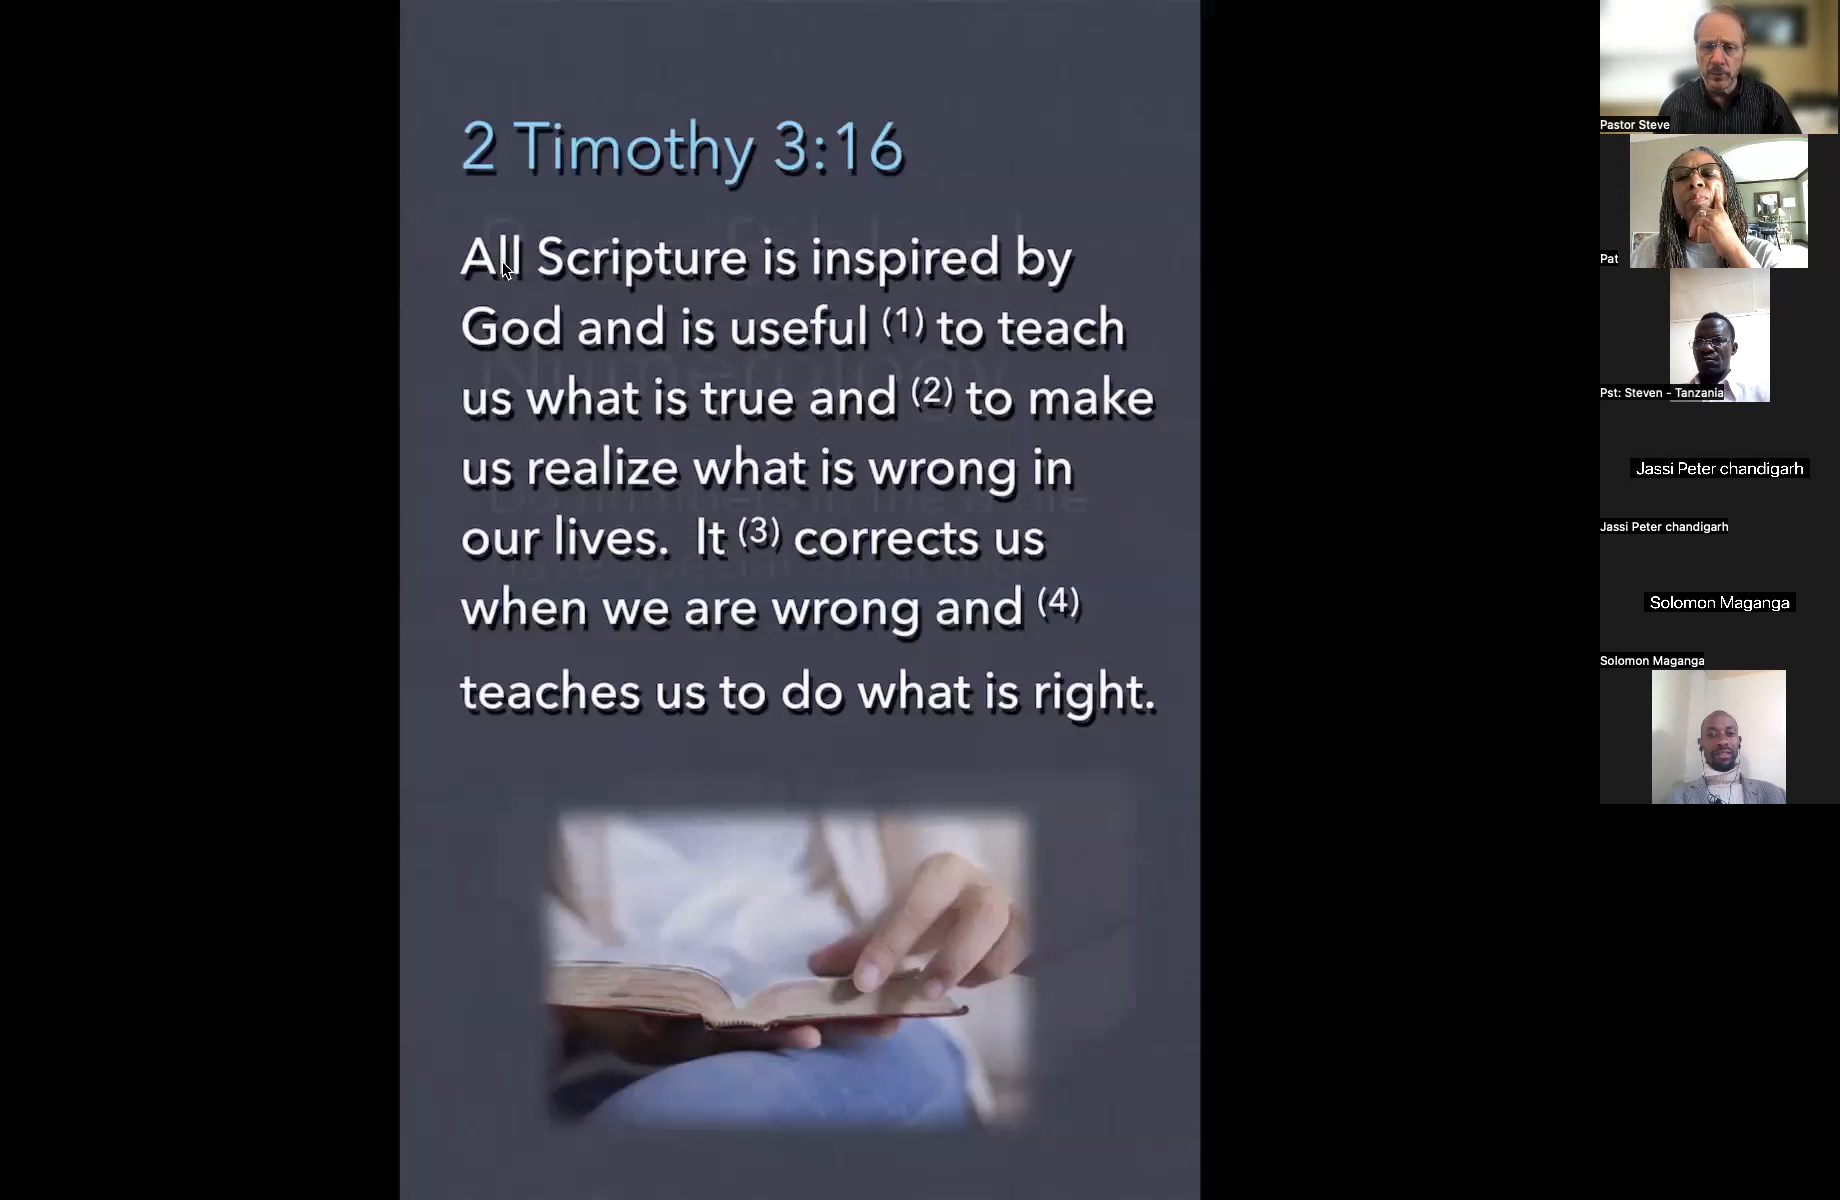 2 Timothy 3:16
All Scripture is inspired by
God and is useful (1) to teach
us what is true and (2) to make
us realize what is wrong in
our lives.  It (3) corrects us
when we are wrong and (4)
teaches us to do what is right.
Pastor Steve
Pat
Pst: Steven - Tanzania
Jassi Peter chandigarh
Jassi Peter chandigarh
Solomon Maganga
Solomon Maganga